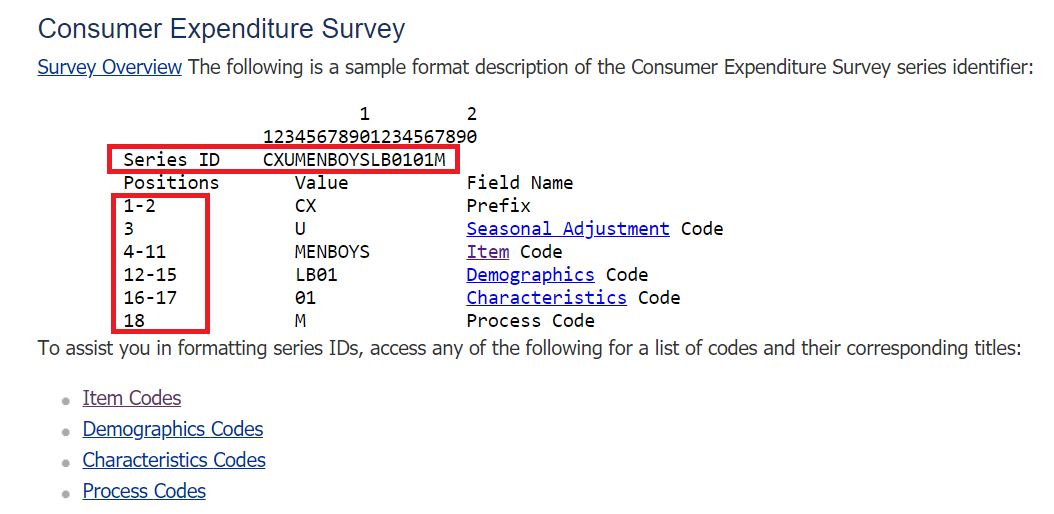 Consumer Expenditure Survey
Survey Overview The following is a sample format description of the Consumer Expenditure Survey series identifier:
1 2
12345678901234567890
Series ID CXUMENBOYSLB0101M
Positions Value Field Name
1-2 CX Prefix
3 U Seasonal Adjustment Code
4-11 MENBOYS Item Code
12-15 LB01 Demographics Code
16-17 01 Characteristics Code
18 M Process Code
To assist you in formatting series IDs, access any of the following for a list of codes and their corresponding titles:
Item Codes
Demographics Codes
Characteristics Codes
Process Codes